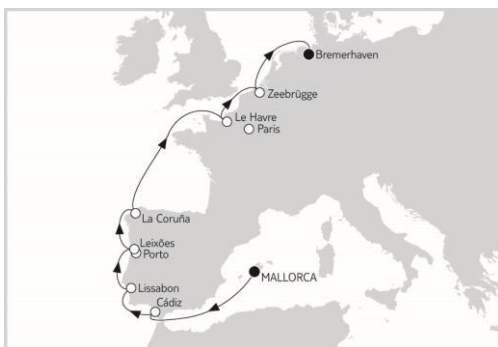 Bremerhaven
Zeebrügge
Le Havre
Paris
La Coruña
Leixões
Porto
MALLORCA
Lissabon
Cádiz